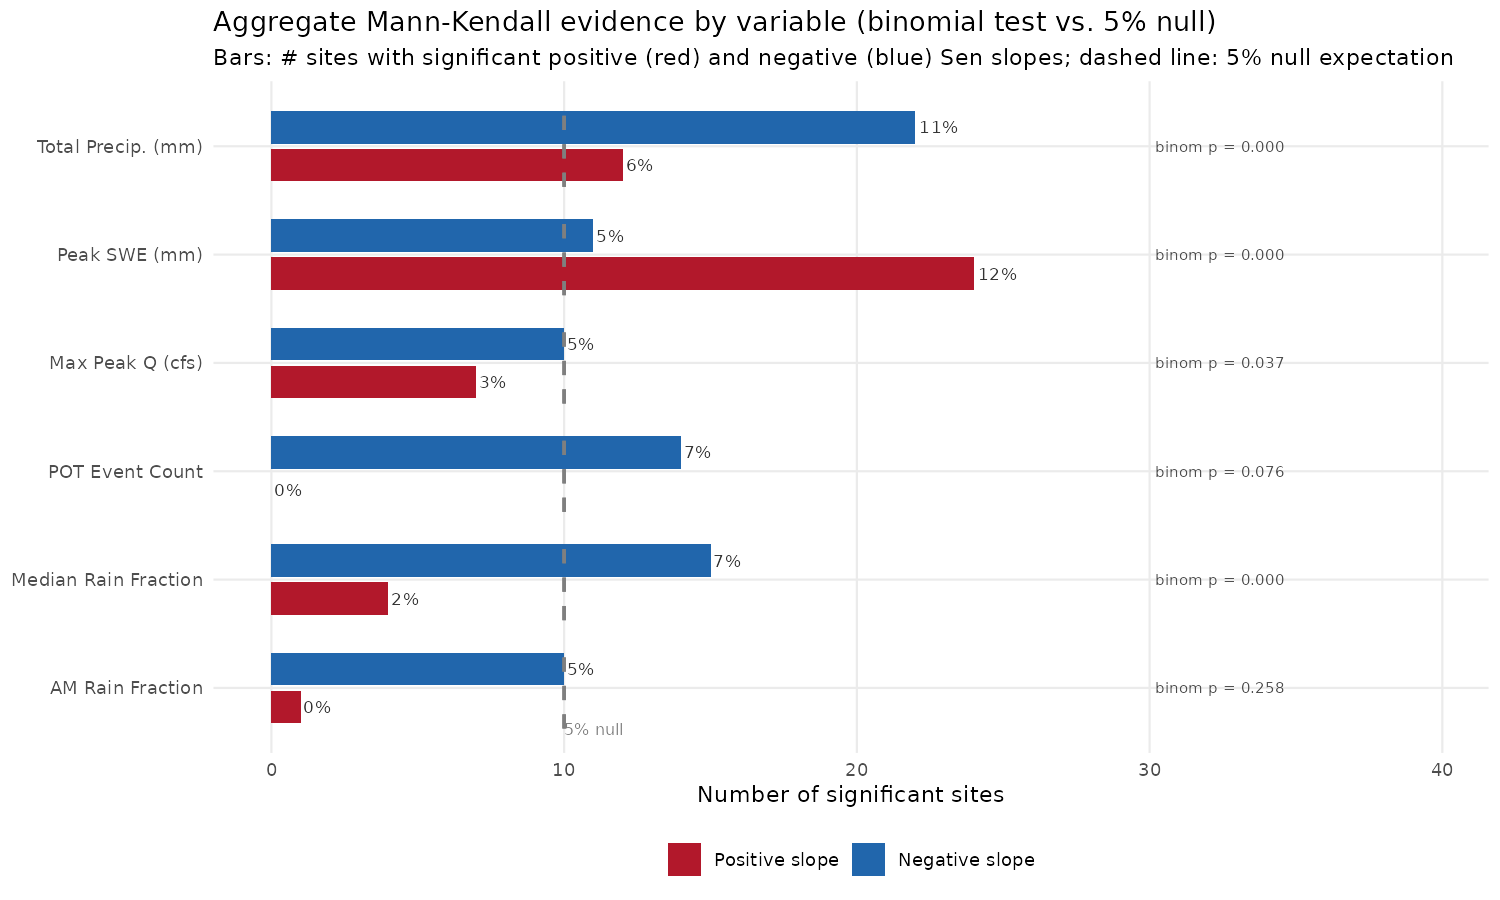 Aggregate Mann-Kendall evidence by variable (binomial test vs. 5% null)
Bars: # sites with significant positive (red) and negative (blue) Sen slopes; dashed line: 5% null expectation
Total Precip. (mm)
11%
6%
binom p = 0.000
Peak SWE (mm)
5%
12%
binom p = 0.000
Max Peak Q (cfs)
5%
3%
binom p = 0.037
POT Event Count
7%
0%
binom p = 0.076
Median Rain Fraction
7%
2%
binom p = 0.000
AM Rain Fraction
5%
0%
binom p = 0.258
5% null
0 10 20 30 40
Number of significant sites
Positive slope Negative slope